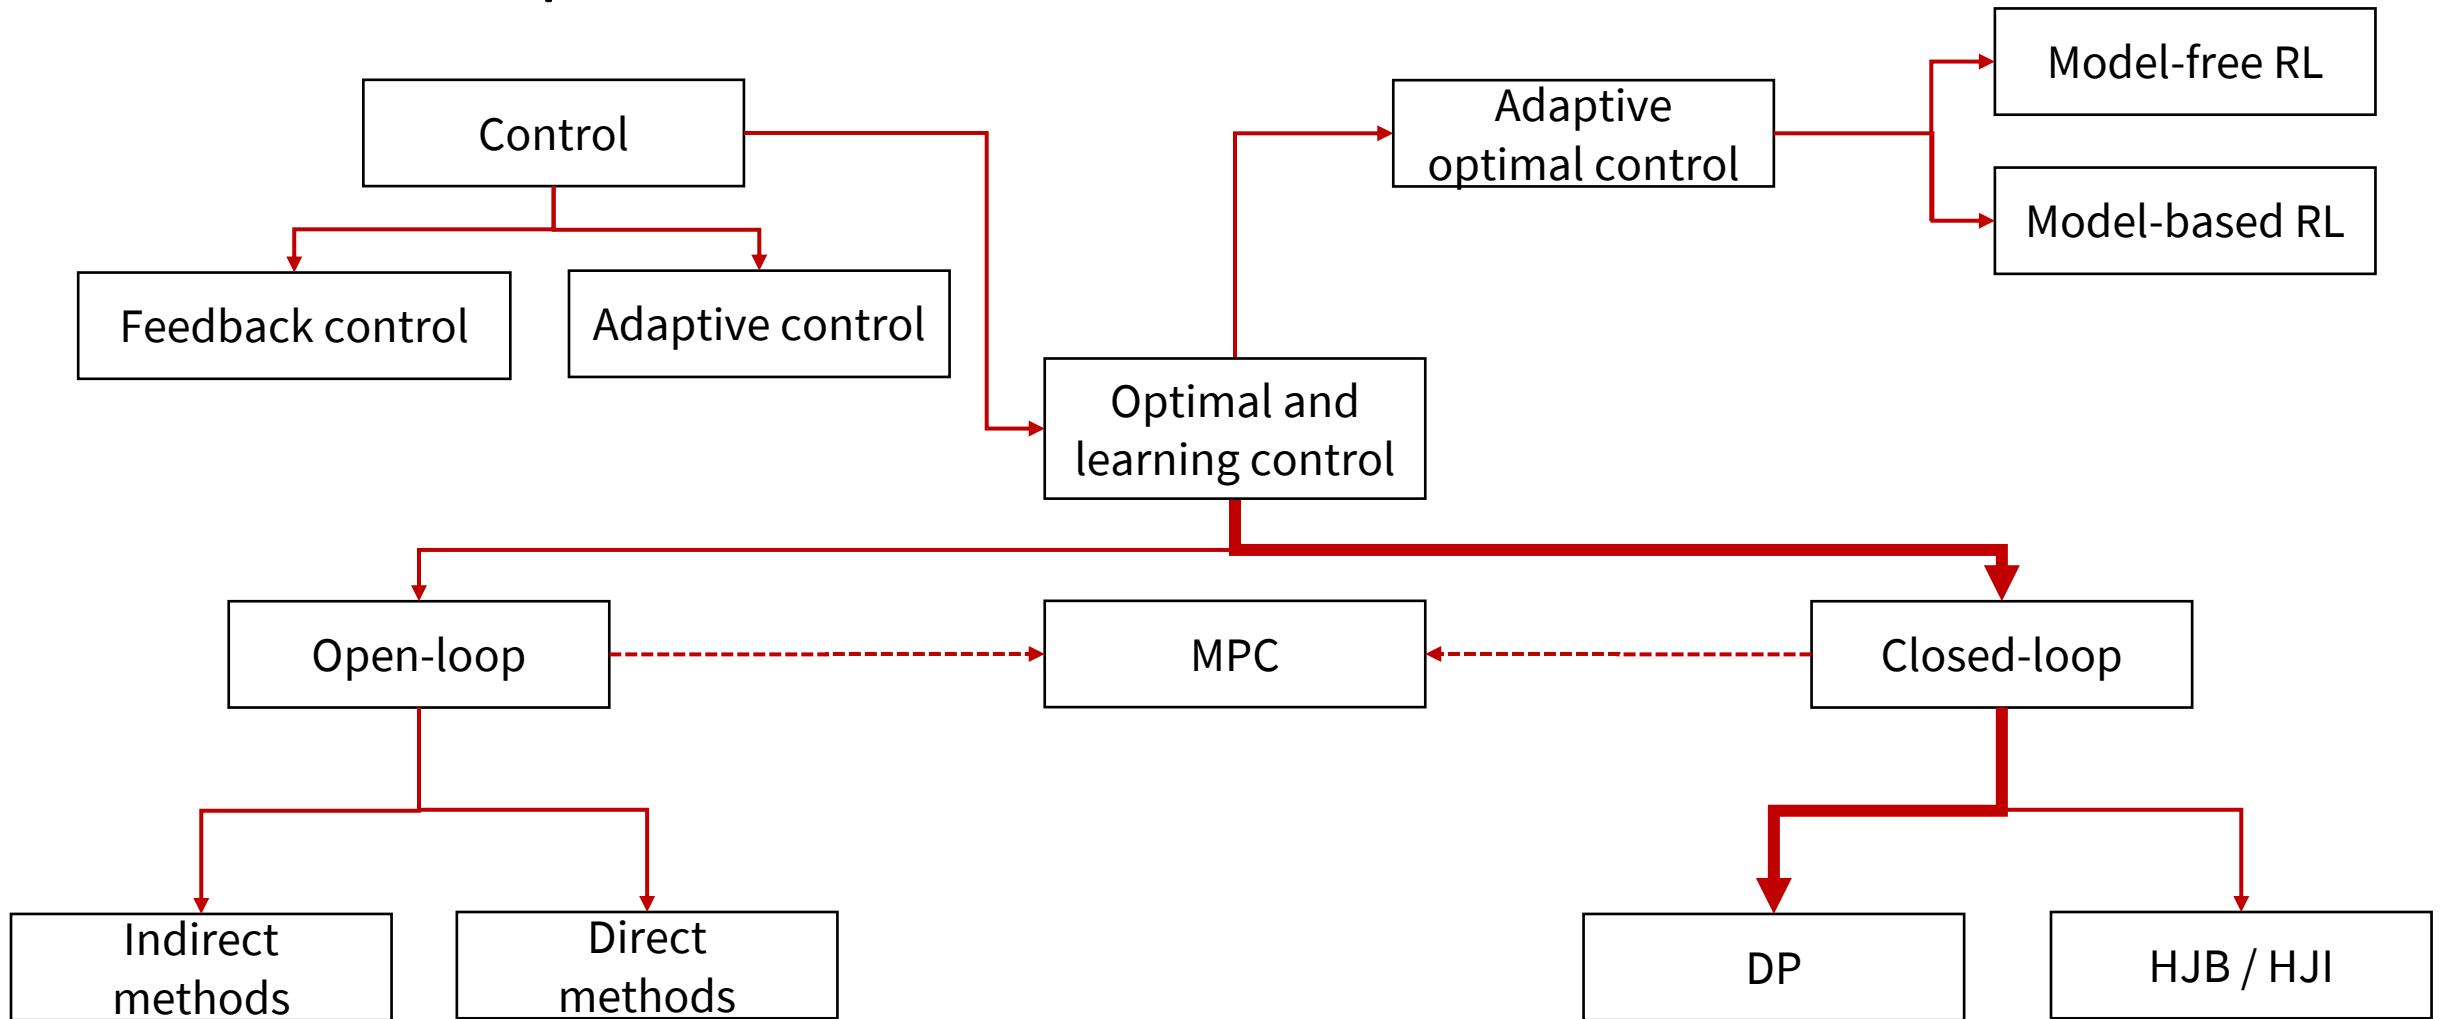 Model-free RL
Control
Adaptive
optimal control
Model-based RL
Feedback control
Adaptive control
Optimal and
learning control
Open-loop
MPC
Closed-loop
Indirect
methods
Direct
methods
DP
HJB / HJI